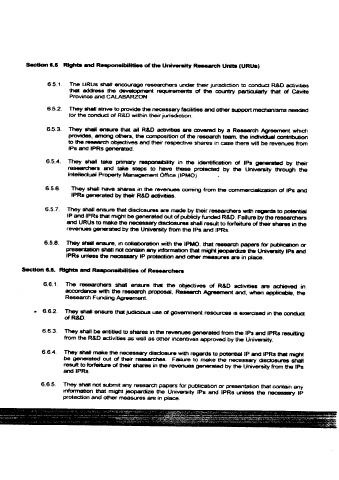 Section 6.5 Rights and Responsibilities of the University Research Units (URUs)
6.5.1. The URUs shall encourage researchers under their jurisdiction to conduct R&D activities
that address the development requirements of the country particularly that of Cavite
Province and CALABARZON
6.5.2. They shall strive to provide the necessary facilities and other support mechanisms needed
for the conduct of R&D within their jurisdiction.
6.5.3. They shall ensure that all R&D activities are covered by a Research Agreement which
provides, among others, the composition of the research team, the individual contribution
to the research objectives and their respective shares in case there will be revenues from
IPs and IPRs generated.
6.5.4. They shall take primary responsibility in the identification of IPs generated by their
researchers and take steps to have these protected by the University through the
Intellectual Property Management Office (IPMO)
6.5.6 They shall have shares in the revenues coming from the commercialization of IPs and
IPRs generated by their R&D activities.
6.5.7. They shall ensure that disclosures are made by their researchers with regards to potential
IP and IPRs that might be generated out of publicly funded R&D. Failure by the researchers
and URUs to make the necessary disclosures shall result to forfeiture of their shares in the
revenues generated by the University from the IPs and IPRs
6.5.8. They shall ensure, in collaboration with the IPMO, that research papers for publication or
presentation shall not contain any information that might jeopardize the University IPs and
IPRs unless the necessary IP protection and other measures are in place.
Section 6.6. Rights and Responsibilities of Researchers
6.6.1. The researchers shall ensure that the objectives of R&D activities are achieved in
accordance with the research proposal, Research Agreement and, when applicable, the
Research Funding Agreement.
6.6.2. They shall ensure that judicious use of government resources is exercised in the conduct
of R&D.
6.6.3. They shall be entitled to shares in the revenues generated from the IPs and IPRs resulting
from the R&D activities as well as other incentives approved by the University.
6.6.4. They shall make the necessary disclosure with regards to potential IP and IPRs that might
be generated out of their researches. Failure to make the necessary disclosures shall
result to forfeiture of their shares in the revenues generated by the University from the IPs
and IPRs
6.6.5. They shall not submit any research papers for publication or presentation that contain any
information that might jeopardize the University IPs and IPRs unless the necessary IP
protection and other measures are in place.